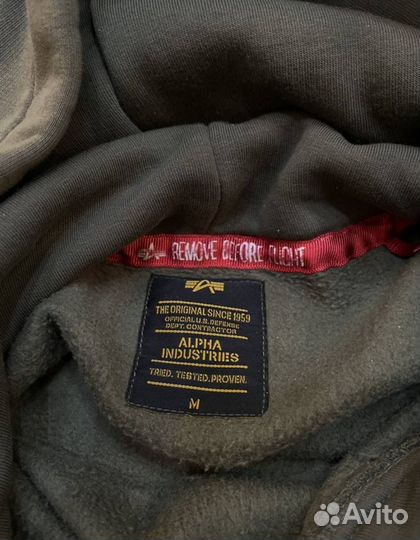 REMOVE BEFORE FLIGHT
THE ORIGINAL SINCE 1959
OFFICIAL U.S. DEFENSE
DEPT. CONTRACTOR
ALPHA
INDUSTRIES
TRIED. TESTED. PROVEN.
M
Avito